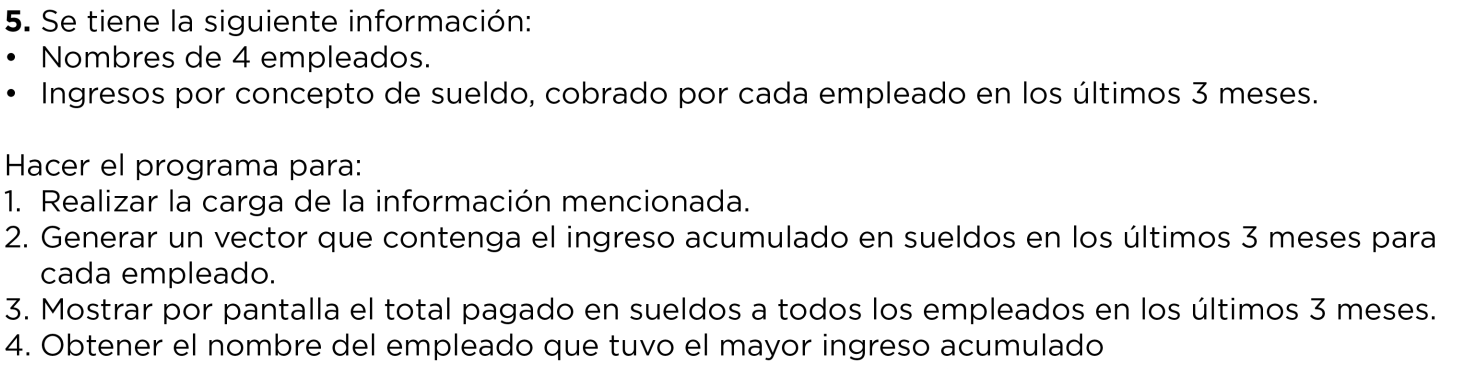 5. Se tiene la siguiente información:
• Nombres de 4 empleados.
• Ingresos por concepto de sueldo, cobrado por cada empleado en los últimos 3 meses.
Hacer el programa para:
1. Realizar la carga de la información mencionada.
2. Generar un vector que contenga el ingreso acumulado en sueldos en los últimos 3 meses para
cada empleado.
3. Mostrar por pantalla el total pagado en sueldos a todos los empleados en los últimos 3 meses.
4. Obtener el nombre del empleado que tuvo el mayor ingreso acumulado